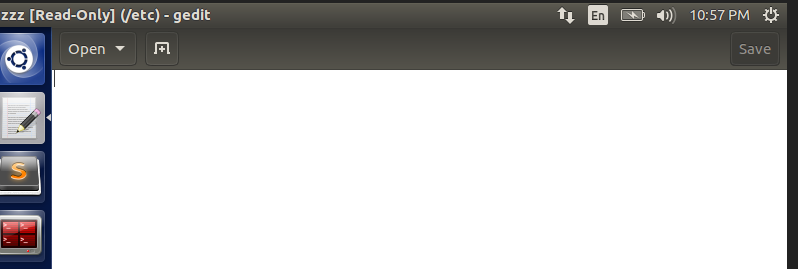 zzz [Read-Only] (/etc) - gedit
En
10:57 PM
Open
Save
S
>_ >_
>_ >_